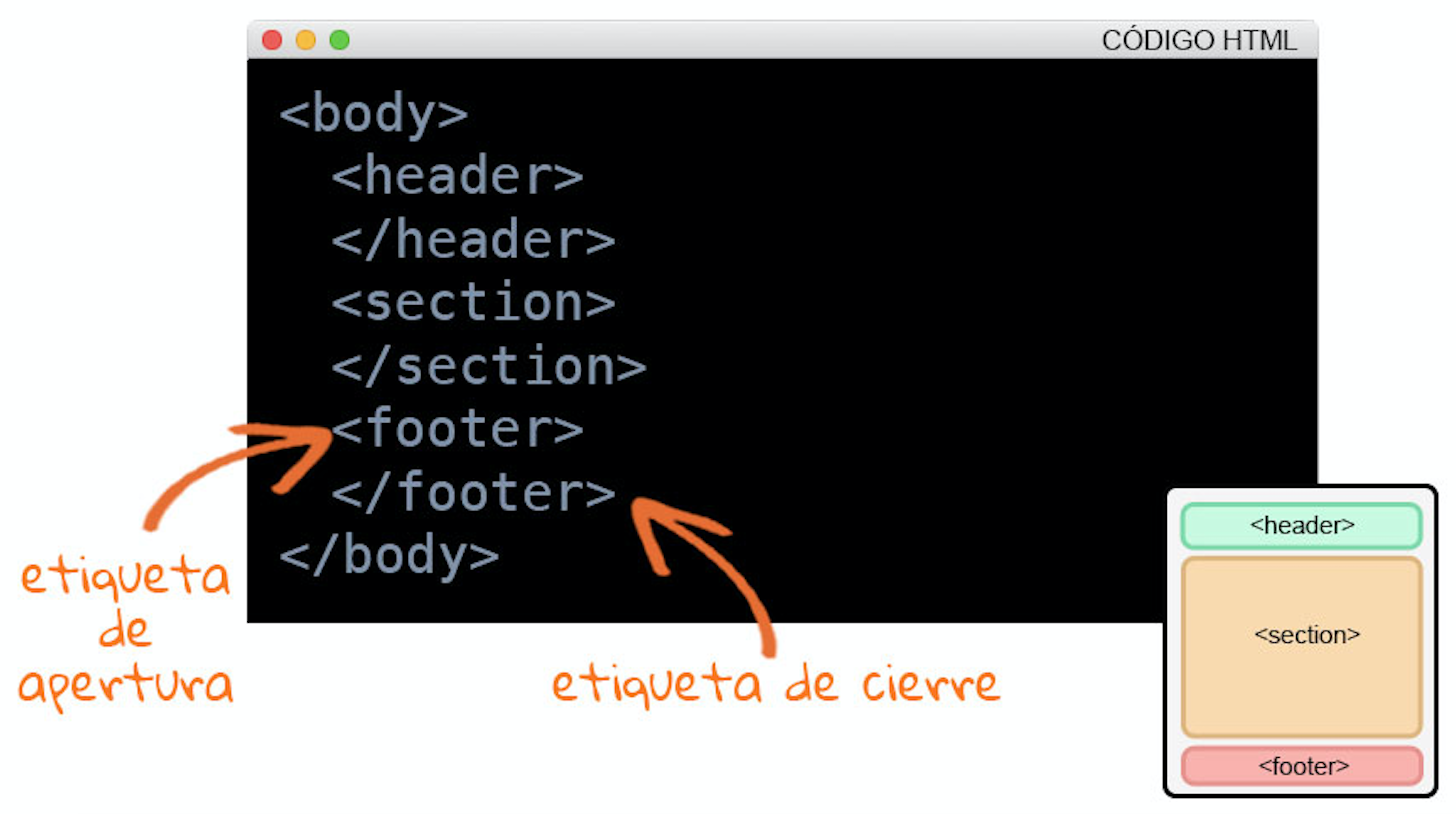 CÓDIGO HTML
<body>
<header>
</header>
<section>
</section>
<footer>
</footer>
</body>
etiqueta
de
apertura
etiqueta de cierre
<header>
<section>
<footer>